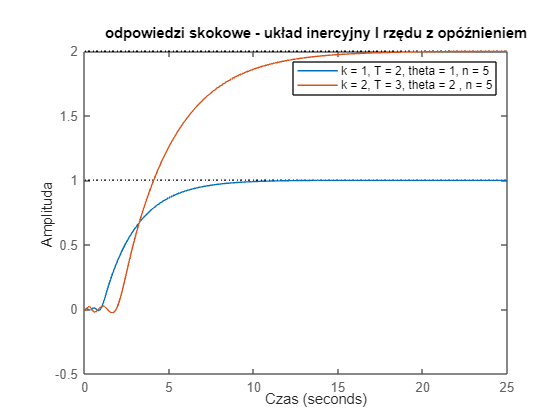 odpowiedzi skokowe - układ inercyjny I rzędu z opóźnieniem
2
1.5
1
0.5
0
-0.5
Amplituda
k = 1, T = 2, theta = 1, n = 5
k = 2, T = 3, theta = 2 , n = 5
0 5 10 15 20 25
Czas (seconds)